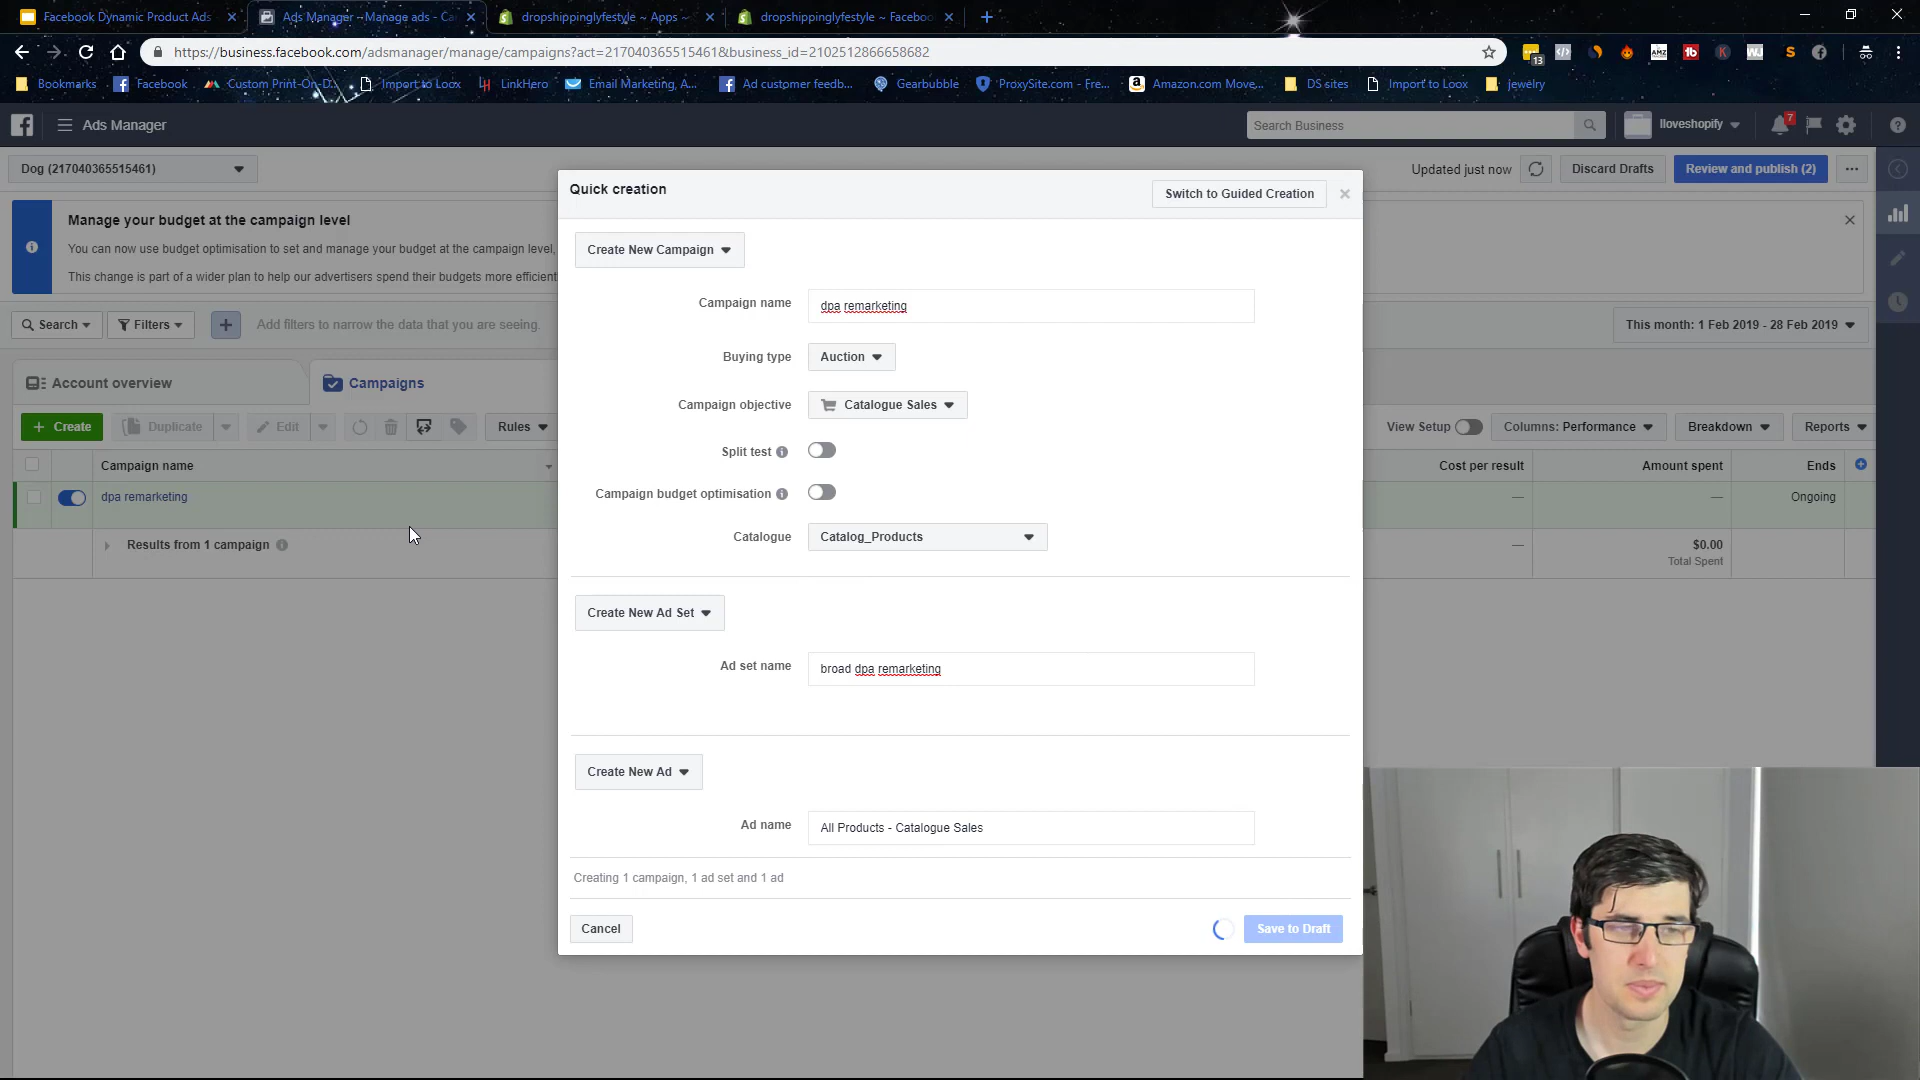 Facebook Dynamic Product Ads
Ads Manager - Manage ads - Ca
dropshippinglyfestyle ~ Apps ~
dropshippinglyfestyle ~ Facebo
https://business.facebook.com/adsmanager/manage/campaigns?act=217040365515461&business_id=2102512866658682
13
Bookmarks
Facebook
Custom Print-On-D...
Import to Loox
LinkHero
Email Marketing, A...
Ad customer feedb...
Gearbubble
ProxySite.com - Fre...
Amazon.com Move...
DS sites
Import to Loox
jewelry
Ads Manager
Search Business
Iloveshopify
7
Dog (217040365515461)
Updated just now
Discard Drafts
Review and publish (2)
Manage your budget at the campaign level
You can now use budget optimisation to set and manage your budget at the campaign level,
This change is part of a wider plan to help our advertisers spend their budgets more efficient
Search
Filters
Add filters to narrow the data that you are seeing.
This month: 1 Feb 2019 - 28 Feb 2019
Account overview
Campaigns
+ Create
Duplicate
Edit
Rules
View Setup
Columns: Performance
Breakdown
Reports
Campaign name
Cost per result
Amount spent
Ends
dpa remarketing
—
—
Ongoing
Results from 1 campaign
—
$0.00
Total Spent
Quick creation
Switch to Guided Creation
Create New Campaign
Campaign name
dpa remarketing
Buying type
Auction
Campaign objective
Catalogue Sales
Split test
Campaign budget optimisation
Catalogue
Catalog_Products
Create New Ad Set
Ad set name
broad dpa remarketing
Create New Ad
Ad name
All Products - Catalogue Sales
Creating 1 campaign, 1 ad set and 1 ad
Cancel
Save to Draft